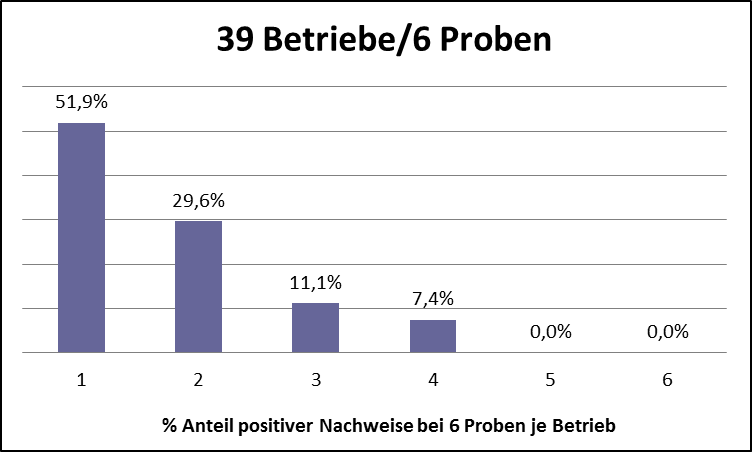 39 Betriebe/6 Proben
51,9%
29,6%
11,1%
7,4%
0,0%
0,0%
1 2 3 4 5 6
% Anteil positiver Nachweise bei 6 Proben je Betrieb